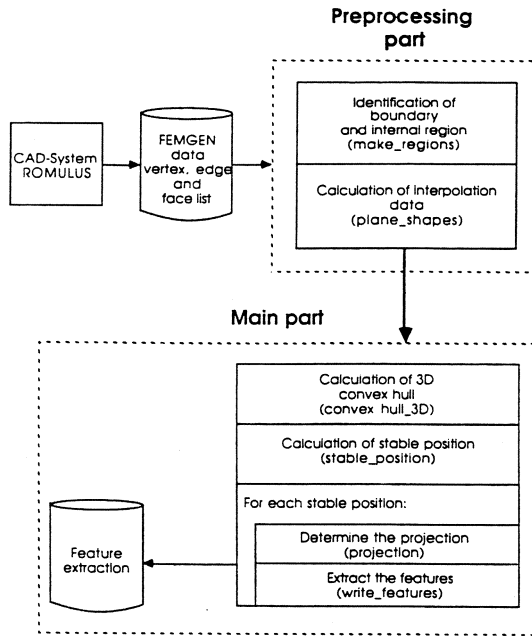 Preprocessing
part
Identification of
boundary
and internal region
(make_regions)
CAD-System
ROMULUS
FEMGEN
data
vertex, edge
and
face list
Calculation of interpolation
data
(plane_shapes)
Main part
Calculation of 3D
convex hull
(convex hull_3D)
Calculation of stable position
(stable_position)
For each stable position:
Determine the projection
(projection)
Extract the features
(write_features)
Feature
extraction